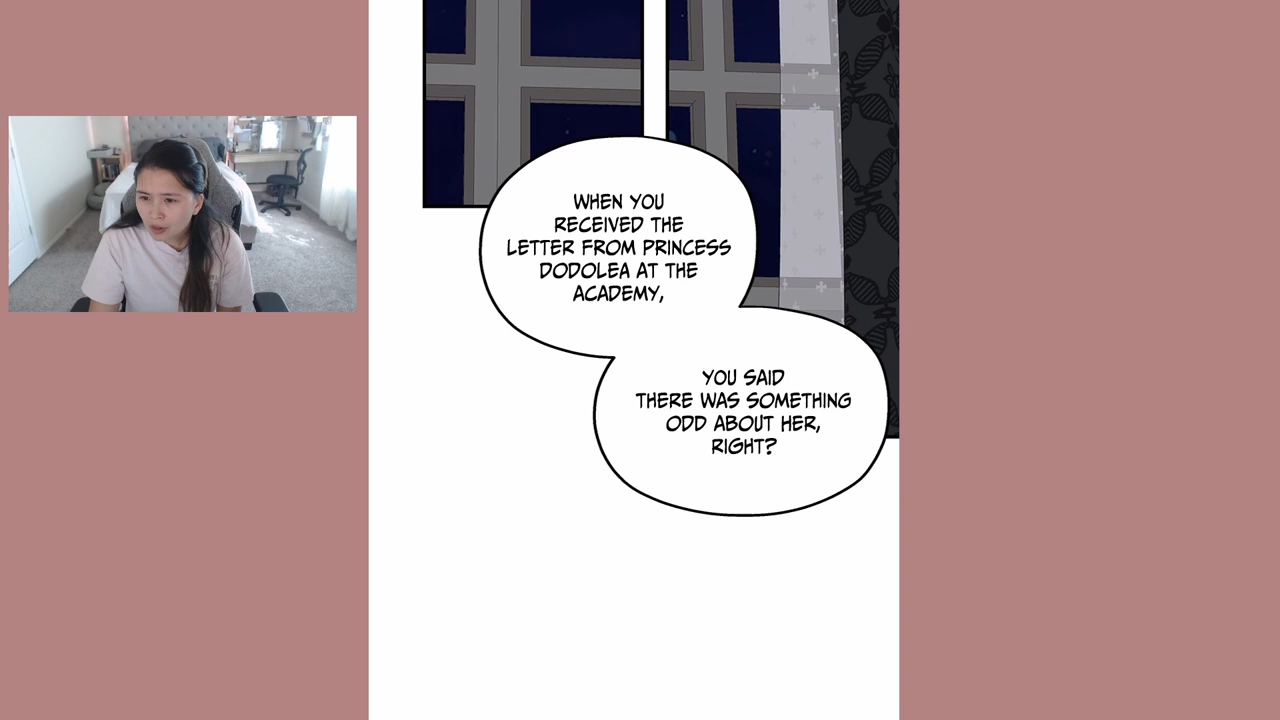 WHEN YOU
RECEIVED THE
LETTER FROM PRINCESS
DODOLEA AT THE
ACADEMY,
YOU SAID
THERE WAS SOMETHING
ODD ABOUT HER,
RIGHT?